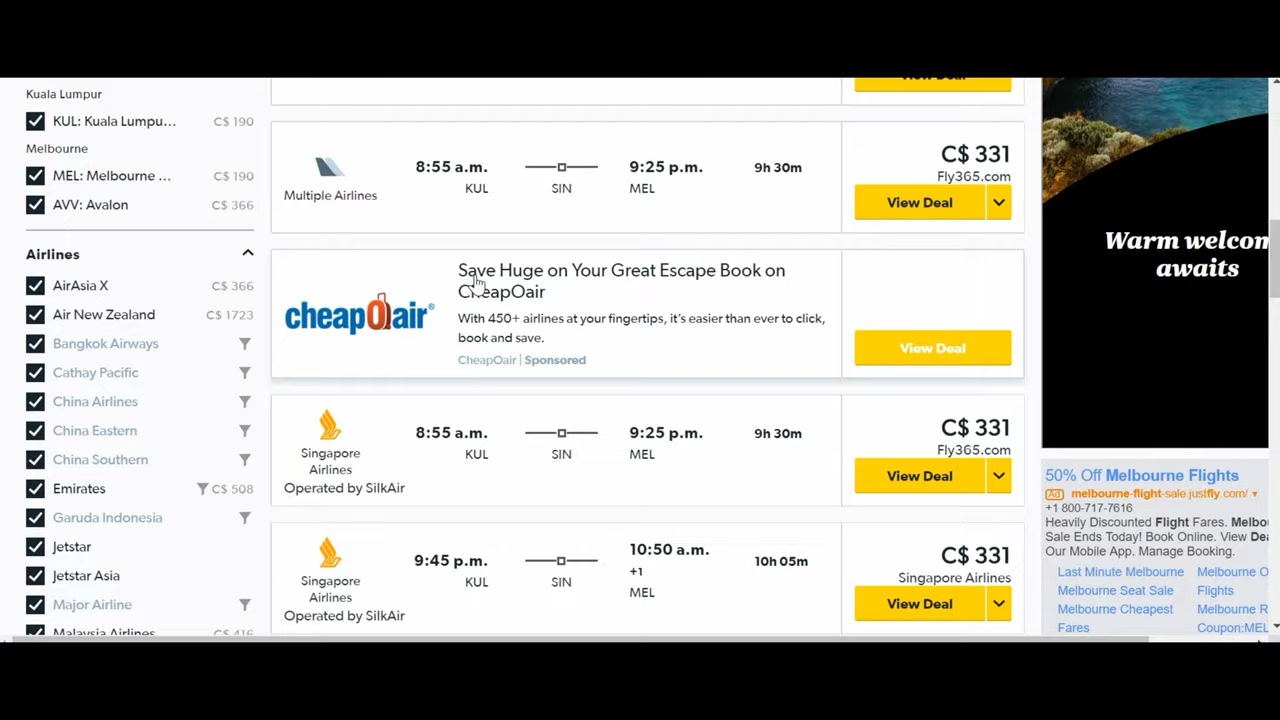 Kuala Lumpur
KUL: Kuala Lumpu... C$ 190
Melbourne
MEL: Melbourne ... C$ 190
AVV: Avalon C$ 366
Airlines
AirAsia X C$ 366
Air New Zealand C$ 1723
Bangkok Airways
Cathay Pacific
China Airlines
China Eastern
China Southern
Emirates C$ 508
Garuda Indonesia
Jetstar
Jetstar Asia
Major Airline
Malaysia Airlines C$ 416
View Deal
Multiple Airlines
8:55 a.m. 9:25 p.m. 9h 30m
KUL SIN MEL
C$ 331
Fly365.com
View Deal
cheapOair®
Save Huge on Your Great Escape Book on
CheapOair
With 450+ airlines at your fingertips, it's easier than ever to click,
book and save.
CheapOair | Sponsored
View Deal
Singapore
Airlines
Operated by SilkAir
8:55 a.m. 9:25 p.m. 9h 30m
KUL SIN MEL
C$ 331
Fly365.com
View Deal
Singapore
Airlines
Operated by SilkAir
9:45 p.m. 10:50 a.m. 10h 05m
+1
KUL SIN MEL
C$ 331
Singapore Airlines
View Deal
Warm welcom
awaits
50% Off Melbourne Flights
Ad melbourne-flight-sale.justfly.com/
+1 800-717-7616
Heavily Discounted Flight Fares. Melbo
Sale Ends Today! Book Online. View Dea
Our Mobile App. Manage Booking.
Last Minute Melbourne Melbourne O
Melbourne Seat Sale Flights
Melbourne Cheapest Melbourne R
Fares Coupon:MEL